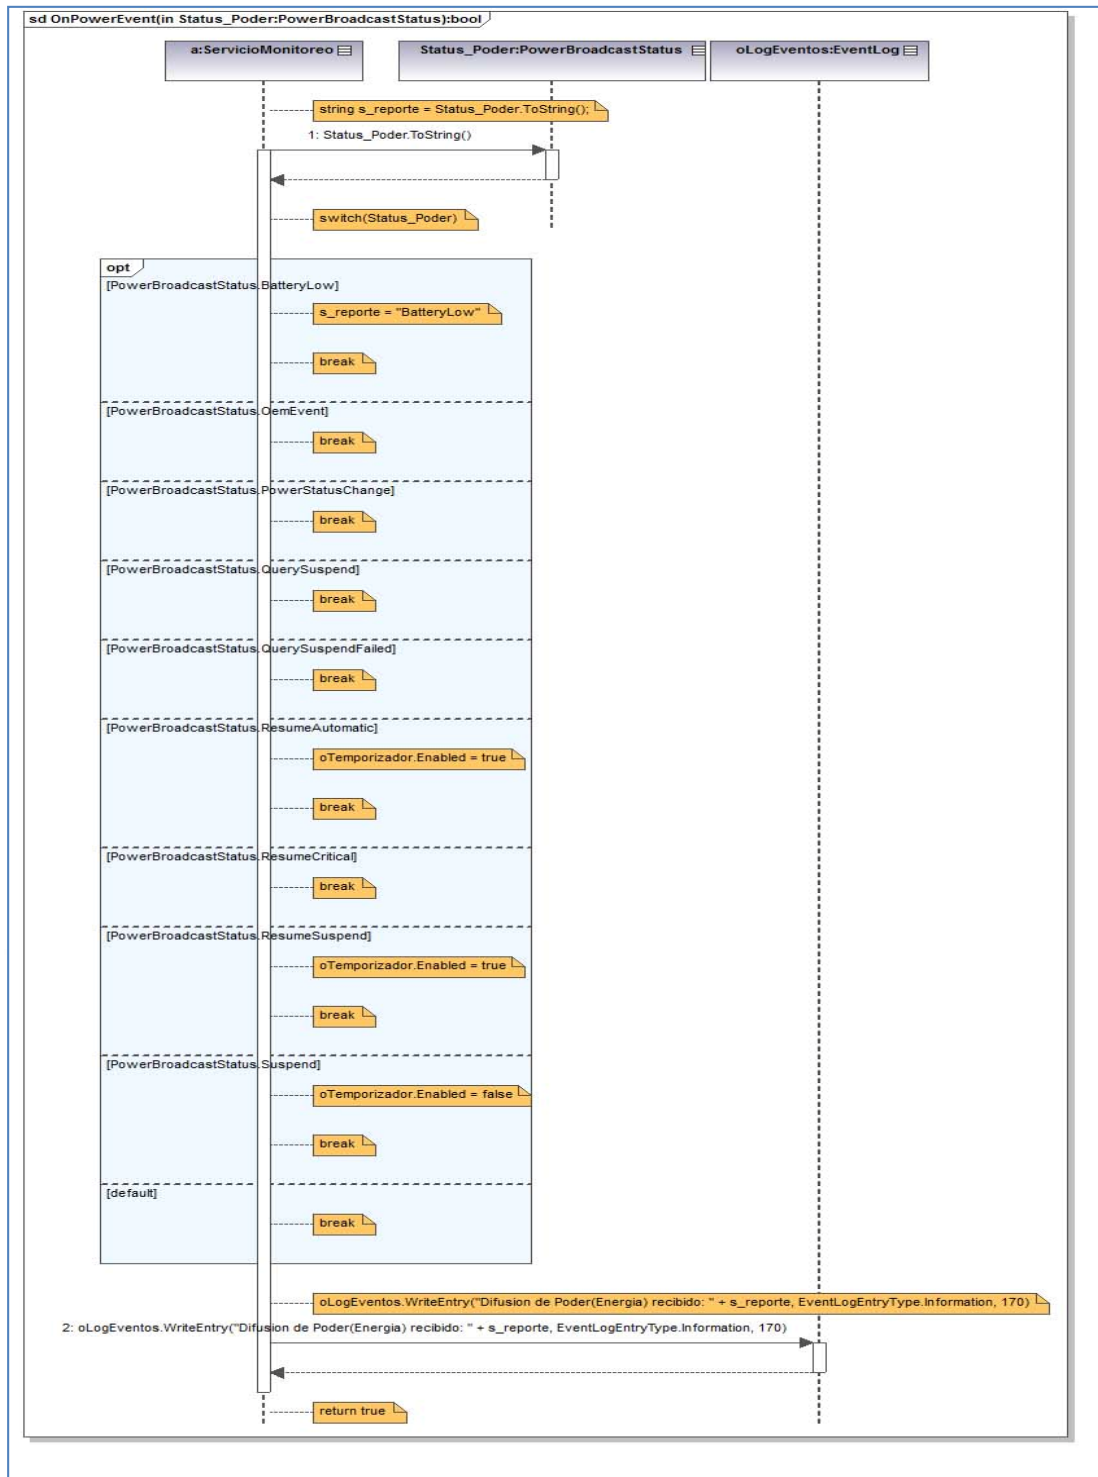 sd OnPowerEvent(in Status_Poder:PowerBroadcastStatus):bool
a:ServicioMonitoreo
Status_Poder:PowerBroadcastStatus
oLogEventos:EventLog
string s_reporte = Status_Poder.ToString();
1: Status_Poder.ToString()
switch(Status_Poder)
opt
[PowerBroadcastStatus.BatteryLow]
s_reporte = "BatteryLow"
break
[PowerBroadcastStatus.OemEvent]
break
[PowerBroadcastStatus.PowerStatusChange]
break
[PowerBroadcastStatus.QuerySuspend]
break
[PowerBroadcastStatus.QuerySuspendFailed]
break
[PowerBroadcastStatus.ResumeAutomatic]
oTemporizador.Enabled = true
break
[PowerBroadcastStatus.ResumeCritical]
break
[PowerBroadcastStatus.ResumeSuspend]
oTemporizador.Enabled = true
break
[PowerBroadcastStatus.Suspend]
oTemporizador.Enabled = false
break
[default]
break
oLogEventos.WriteEntry("Difusion de Poder(Energia) recibido: " + s_reporte, EventLogEntryType.Information, 170)
2: oLogEventos.WriteEntry("Difusion de Poder(Energia) recibido: " + s_reporte, EventLogEntryType.Information, 170)
return true